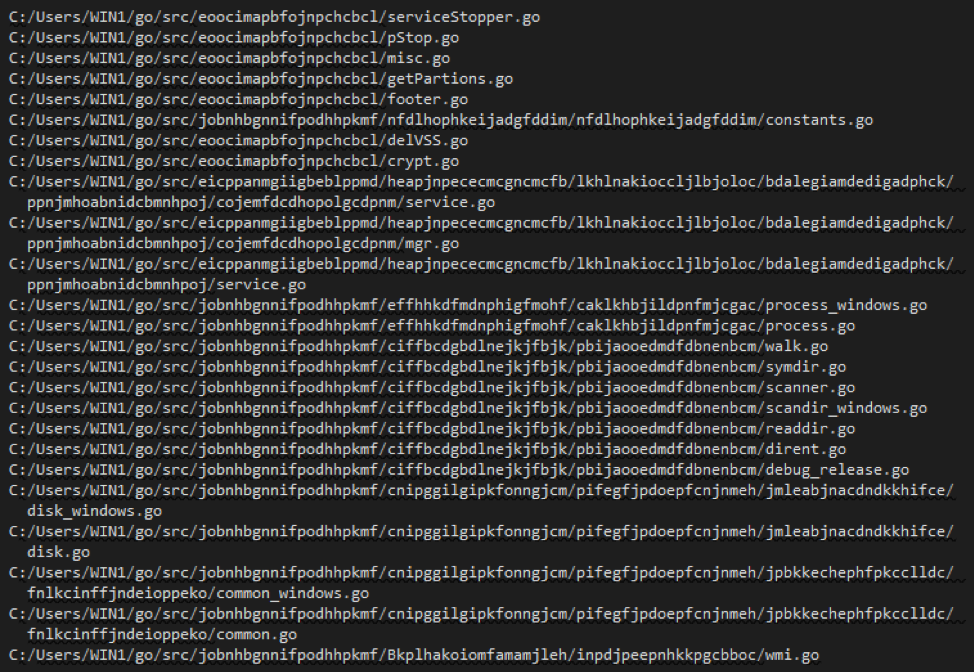 C:/Users/WIN1/go/src/eoocimapbfojnpchcbcl/serviceStopper.go
C:/Users/WIN1/go/src/eoocimapbfojnpchcbcl/pStop.go
C:/Users/WIN1/go/src/eoocimapbfojnpchcbcl/misc.go
C:/Users/WIN1/go/src/eoocimapbfojnpchcbcl/getPartions.go
C:/Users/WIN1/go/src/eoocimapbfojnpchcbcl/footer.go
C:/Users/WIN1/go/src/jobnhbgnnifpodhhpkmf/nfdlhophkeijadgfddim/nfdlhophkeijadgfddim/constants.go
C:/Users/WIN1/go/src/eoocimapbfojnpchcbcl/delVSS.go
C:/Users/WIN1/go/src/eoocimapbfojnpchcbcl/crypt.go
C:/Users/WIN1/go/src/eicppanmgiigbeblppmd/heapjnpececmcgncmcfb/lkhlnakioccljlbjoloc/bdalegiamdedigadphck/
ppnjmhoabnidcbmnhpoj/cojemfdcdhopolgcdpnm/service.go
C:/Users/WIN1/go/src/eicppanmgiigbeblppmd/heapjnpececmcgncmcfb/lkhlnakioccljlbjoloc/bdalegiamdedigadphck/
ppnjmhoabnidcbmnhpoj/cojemfdcdhopolgcdpnm/mgr.go
C:/Users/WIN1/go/src/eicppanmgiigbeblppmd/heapjnpececmcgncmcfb/lkhlnakioccljlbjoloc/bdalegiamdedigadphck/
ppnjmhoabnidcbmnhpoj/service.go
C:/Users/WIN1/go/src/jobnhbgnnifpodhhpkmf/effhhkdfmdnphigfmohf/caklkhbjildpnfmjcgac/process_windows.go
C:/Users/WIN1/go/src/jobnhbgnnifpodhhpkmf/effhhkdfmdnphigfmohf/caklkhbjildpnfmjcgac/process.go
C:/Users/WIN1/go/src/jobnhbgnnifpodhhpkmf/ciffbcdgbdlnejkjfbjk/pbijaooedmdfdbnenbcm/walk.go
C:/Users/WIN1/go/src/jobnhbgnnifpodhhpkmf/ciffbcdgbdlnejkjfbjk/pbijaooedmdfdbnenbcm/symdir.go
C:/Users/WIN1/go/src/jobnhbgnnifpodhhpkmf/ciffbcdgbdlnejkjfbjk/pbijaooedmdfdbnenbcm/scanner.go
C:/Users/WIN1/go/src/jobnhbgnnifpodhhpkmf/ciffbcdgbdlnejkjfbjk/pbijaooedmdfdbnenbcm/scandir_windows.go
C:/Users/WIN1/go/src/jobnhbgnnifpodhhpkmf/ciffbcdgbdlnejkjfbjk/pbijaooedmdfdbnenbcm/readdir.go
C:/Users/WIN1/go/src/jobnhbgnnifpodhhpkmf/ciffbcdgbdlnejkjfbjk/pbijaooedmdfdbnenbcm/dirent.go
C:/Users/WIN1/go/src/jobnhbgnnifpodhhpkmf/ciffbcdgbdlnejkjfbjk/pbijaooedmdfdbnenbcm/debug_release.go
C:/Users/WIN1/go/src/jobnhbgnnifpodhhpkmf/cnipggilgipkfonngjcm/pifegfjpdoepfcnjnmeh/jmleabjnacdndkkhifce/
disk_windows.go
C:/Users/WIN1/go/src/jobnhbgnnifpodhhpkmf/cnipggilgipkfonngjcm/pifegfjpdoepfcnjnmeh/jmleabjnacdndkkhifce/
disk.go
C:/Users/WIN1/go/src/jobnhbgnnifpodhhpkmf/cnipggilgipkfonngjcm/pifegfjpdoepfcnjnmeh/jpbkkechephfpkcclldc/
fnlkcinffjndeioppeko/common_windows.go
C:/Users/WIN1/go/src/jobnhbgnnifpodhhpkmf/cnipggilgipkfonngjcm/pifegfjpdoepfcnjnmeh/jpbkkechephfpkcclldc/
fnlkcinffjndeioppeko/common.go
C:/Users/WIN1/go/src/jobnhbgnnifpodhhpkmf/Bkplhakoiomfamamjleh/inpdjpeepnhkkpgcbboc/wmi.go